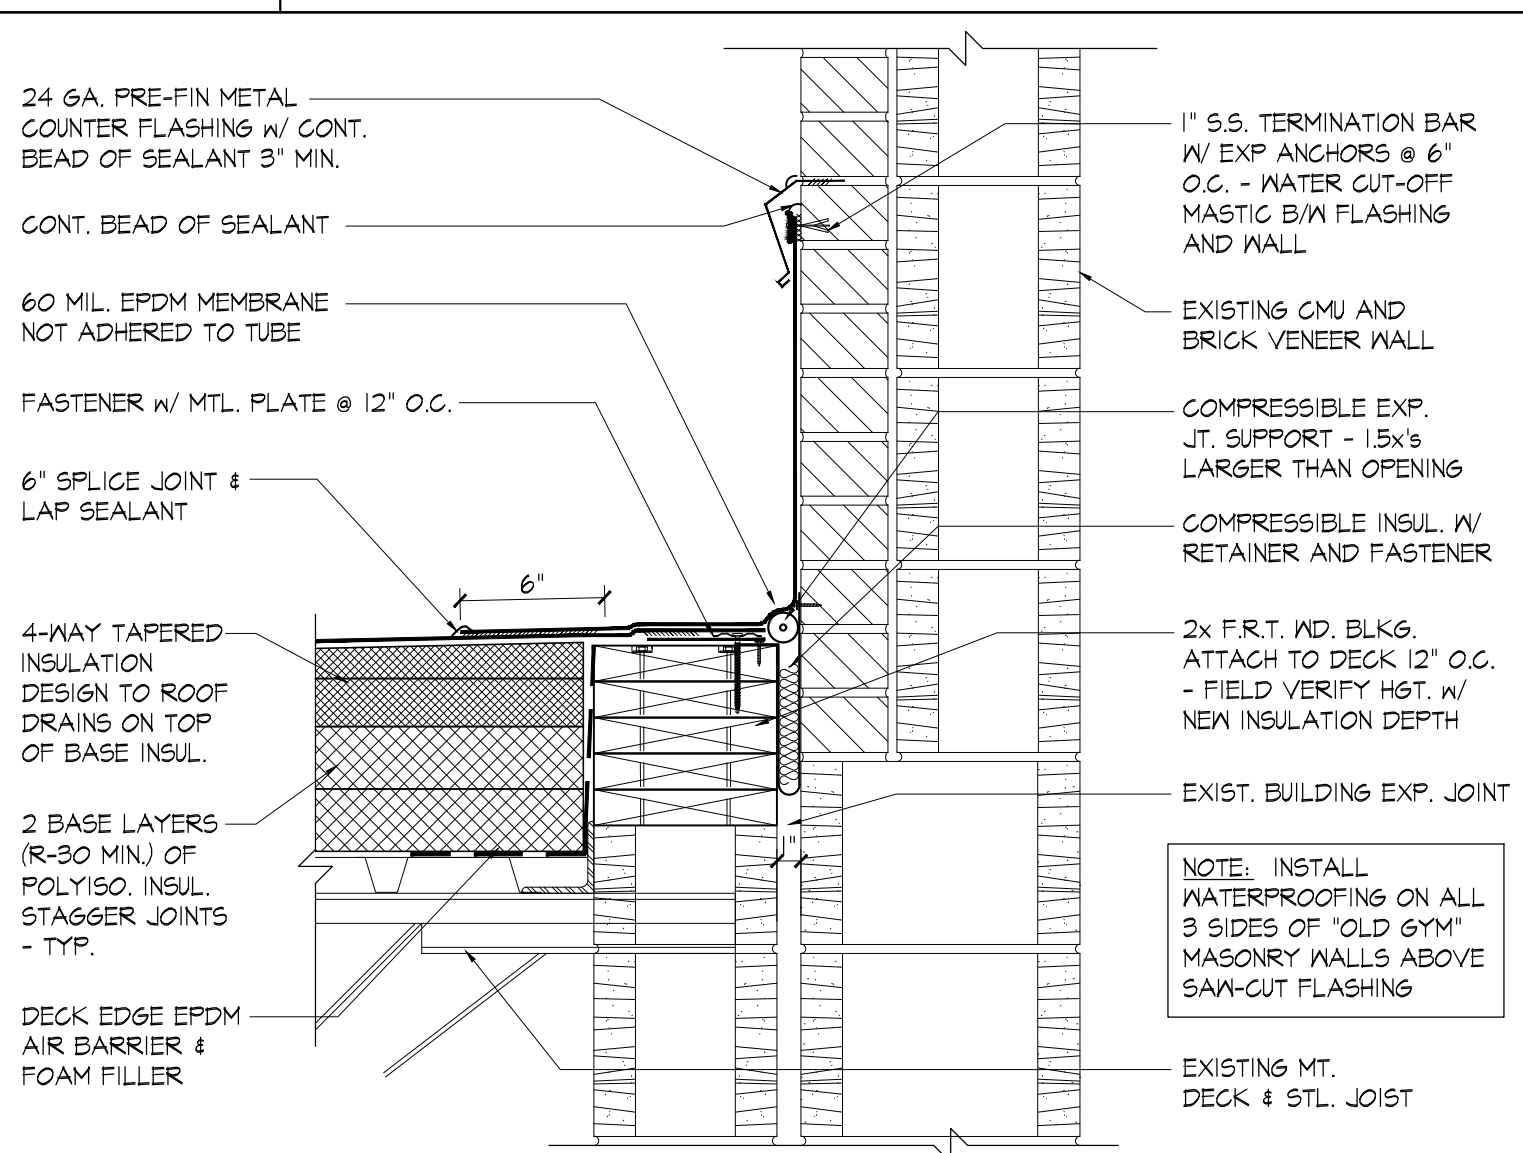 24 GA. PRE-FIN METAL
COUNTER FLASHING W/ CONT.
BEAD OF SEALANT 3" MIN.
CONT. BEAD OF SEALANT
60 MIL. EPDM MEMBRANE
NOT ADHERED TO TUBE
FASTENER W/ MTL. PLATE @ 12" O.C.
6" SPLICE JOINT &
LAP SEALANT
6"
4-WAY TAPERED
INSULATION
DESIGN TO ROOF
DRAINS ON TOP
OF BASE INSUL.
2 BASE LAYERS
(R-30 MIN.) OF
POLYISO. INSUL.
STAGGER JOINTS
- TYP.
DECK EDGE EPDM
AIR BARRIER &
FOAM FILLER
1" S.S. TERMINATION BAR
W/ EXP ANCHORS @ 6"
O.C. - WATER CUT-OFF
MASTIC B/W FLASHING
AND WALL
EXISTING CMU AND
BRICK VENEER WALL
COMPRESSIBLE EXP.
JT. SUPPORT - 1.5x's
LARGER THAN OPENING
COMPRESSIBLE INSUL. W/
RETAINER AND FASTENER
2x F.R.T. WD. BLKG.
ATTACH TO DECK 12" O.C.
- FIELD VERIFY HGT. W/
NEW INSULATION DEPTH
EXIST. BUILDING EXP. JOINT
1"
NOTE: INSTALL
WATERPROOFING ON ALL
3 SIDES OF "OLD GYM"
MASONRY WALLS ABOVE
SAW-CUT FLASHING
EXISTING MT.
DECK & STL. JOIST